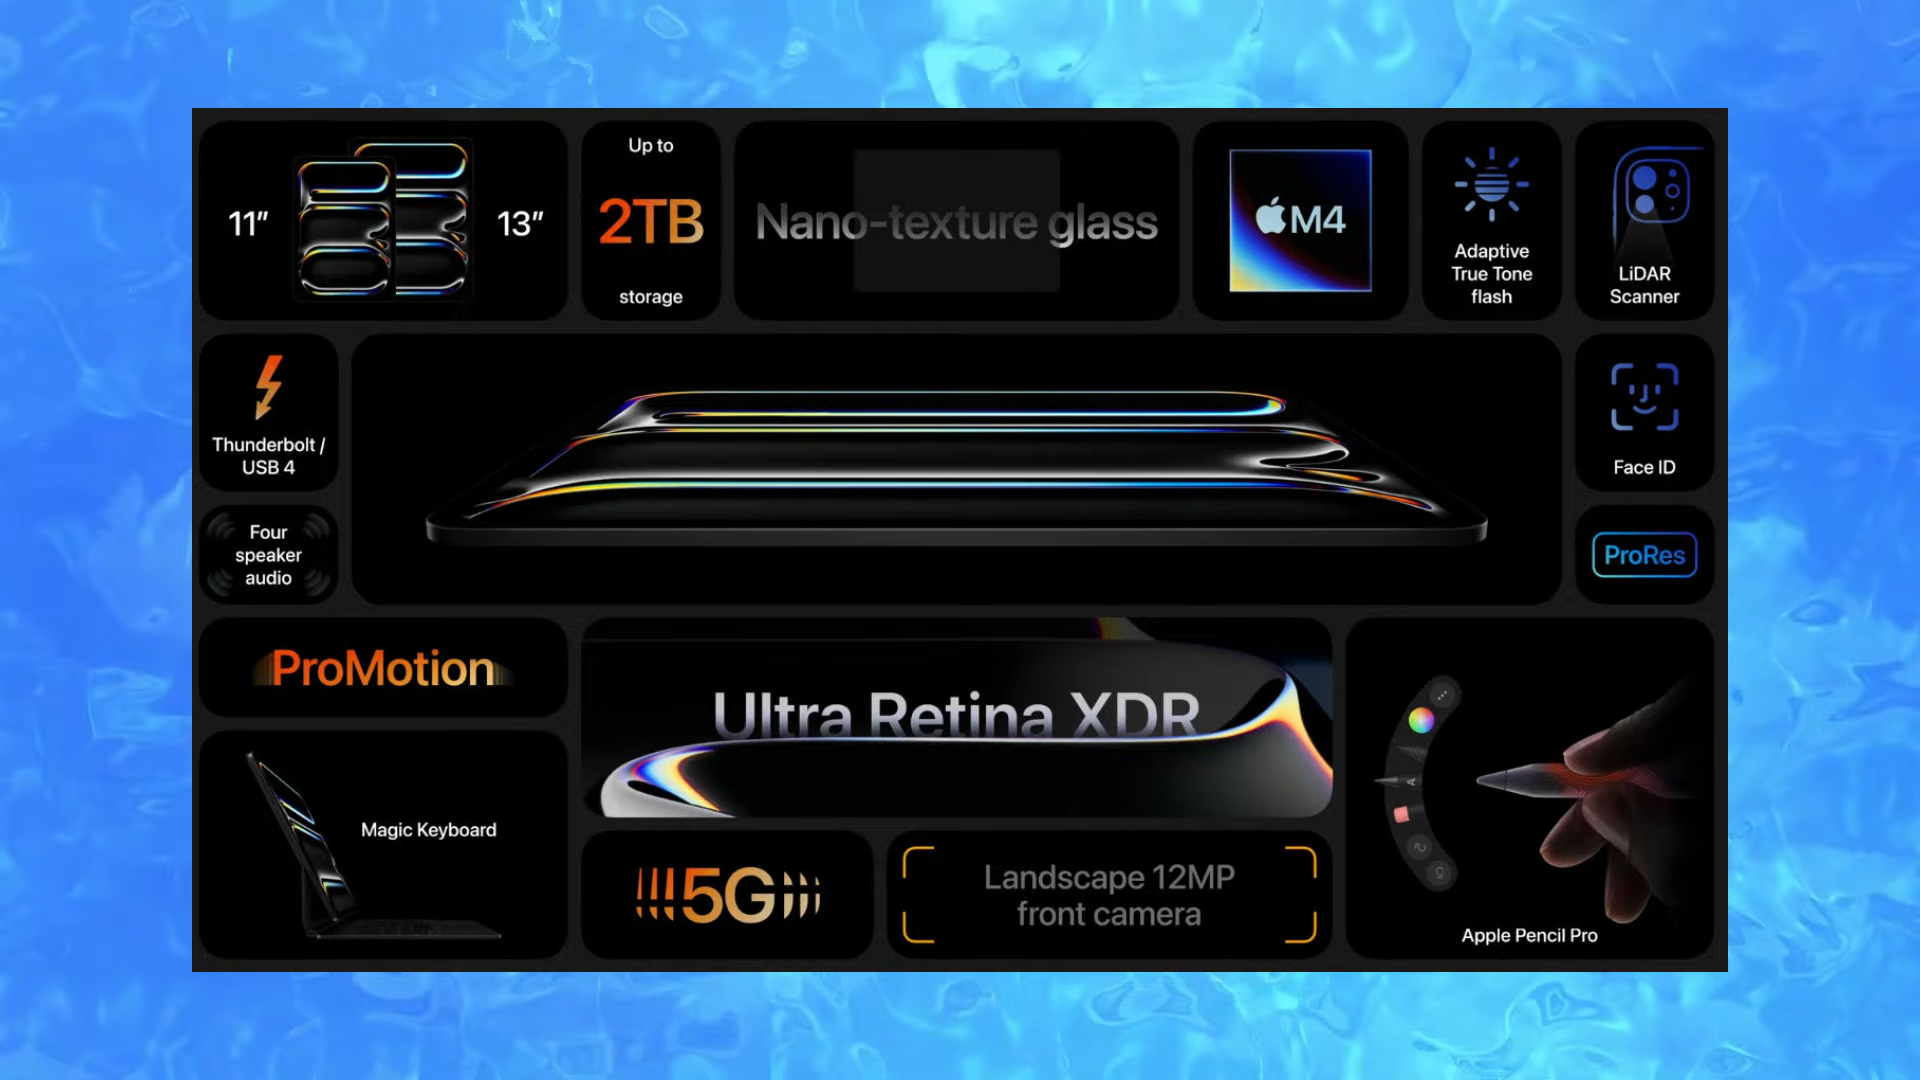 11″
13″
Up to
2TB
storage
Nano-texture glass
M4
Adaptive
True Tone
flash
LiDAR
Scanner
Thunderbolt /
USB 4
Face ID
Four
speaker
audio
ProRes
ProMotion
Ultra Retina XDR
Magic Keyboard
5G
Landscape 12MP
front camera
A
Apple Pencil Pro